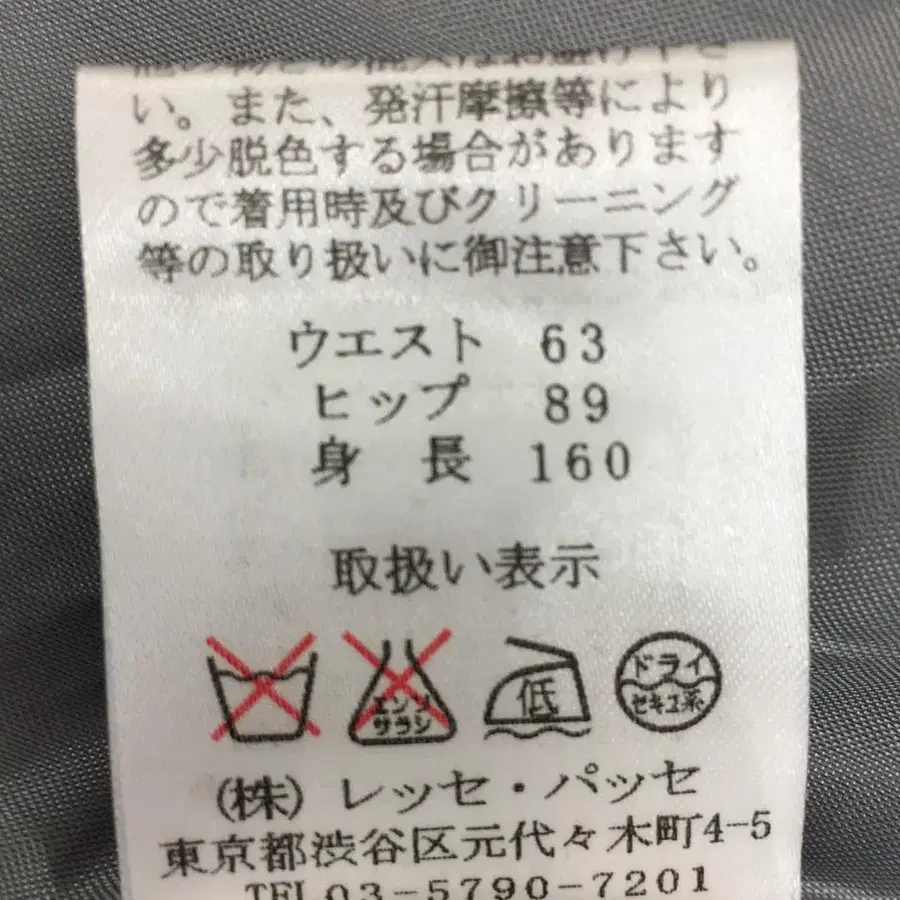 い。また、発汗摩擦等により
多少脱色する場合があります
ので着用時及びクリーニング
等の取り扱いに御注意下さい。
ウエスト 63
ヒップ 89
身 長 160
取扱い表示
エンソ
サラシ
低
ドライ
セキユ系
(株)レッセ・パッセ
東京都渋谷区元代々木町4-5
TEL 03-5790-7201